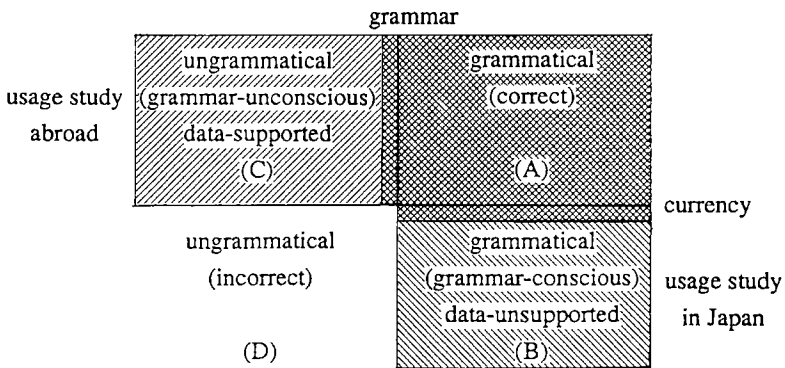 grammar
usage study
abroad
ungrammatical
(grammar-unconscious)
data-supported
(C)
grammatical
(correct)
(A)
currency
ungrammatical
(incorrect)
(D)
grammatical
(grammar-conscious)
data-unsupported
(B)
usage study
in Japan